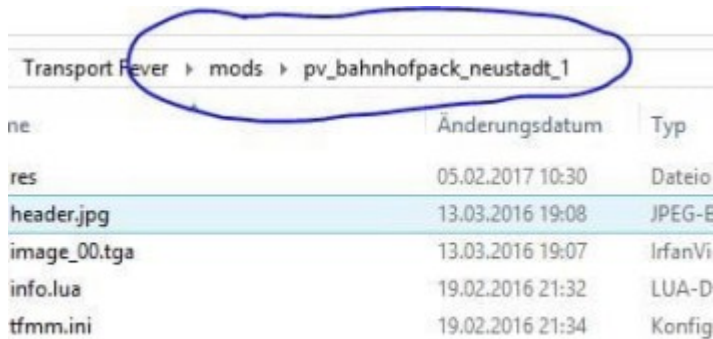 Transport Fever ▸ mods ▸ pv_bahnhofpack_neustadt_1
ne Änderungsdatum Typ
res 05.02.2017 10:30 Dateio
header.jpg 13.03.2016 19:08 JPEG-E
image_00.tga 13.03.2016 19:07 IrfanVi
info.lua 19.02.2016 21:32 LUA-D
tfmm.ini 19.02.2016 21:34 Konfig